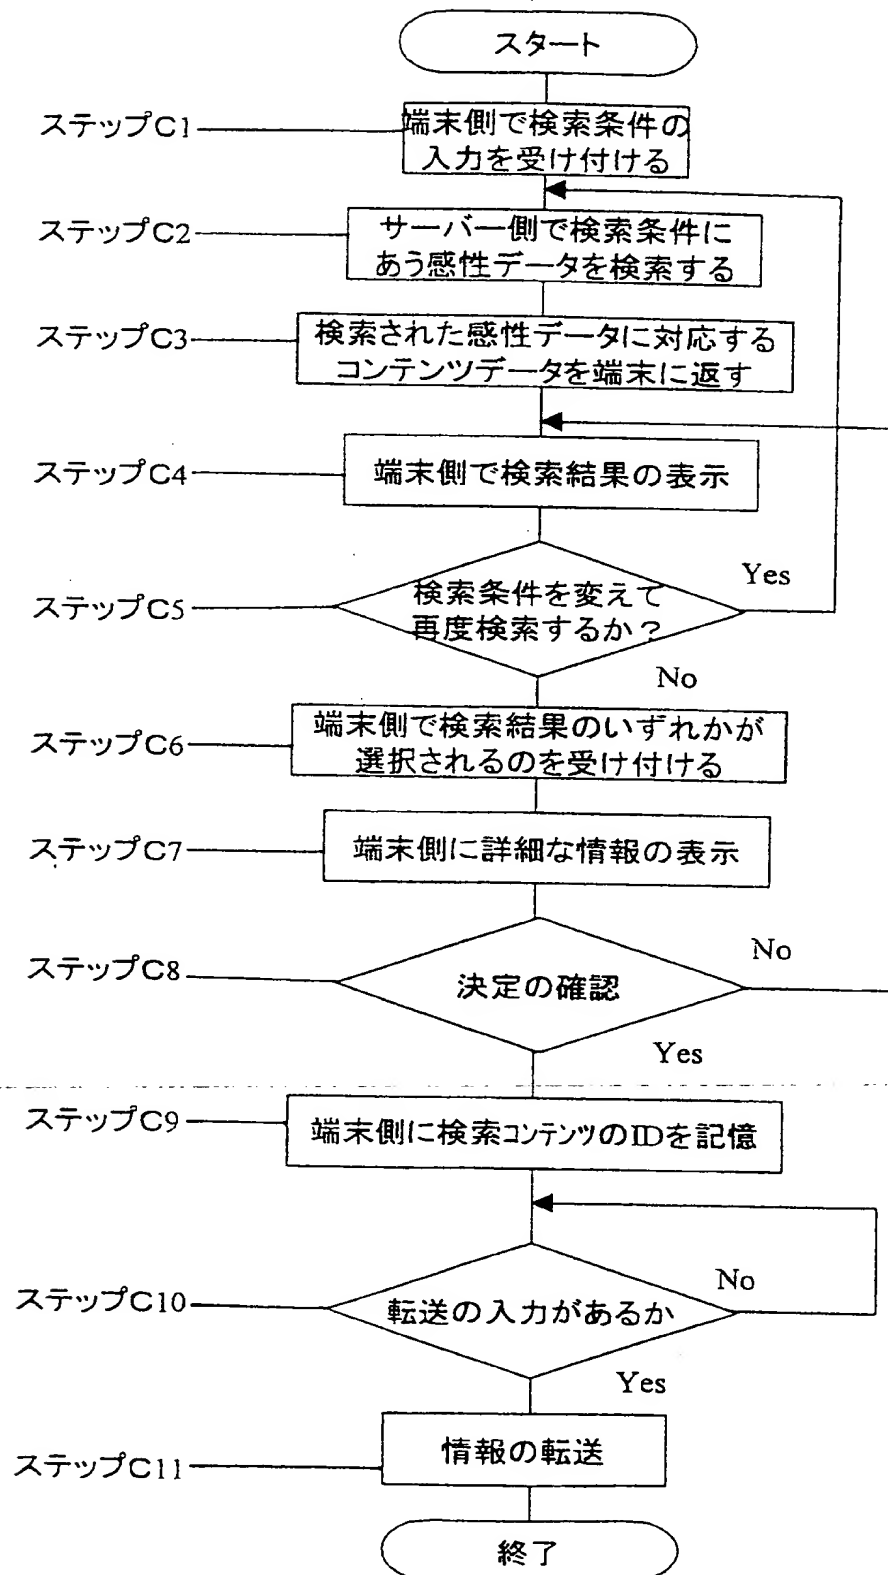 スタート
ステップC1
端末側で検索条件の
入力を受け付ける
ステップC2
サーバー側で検索条件に
あう感性データを検索する
ステップC3
検索された感性データに対応する
コンテンツデータを端末に返す
ステップC4
端末側で検索結果の表示
ステップC5
検索条件を変えて
再度検索するか?
Yes
No
ステップC6
端末側で検索結果のいずれかが
選択されるのを受け付ける
ステップC7
端末側に詳細な情報の表示
ステップC8
決定の確認
No
Yes
ステップC9
端末側に検索コンテンツのIDを記憶
ステップC10
転送の入力があるか
No
Yes
ステップC11
情報の転送
終了